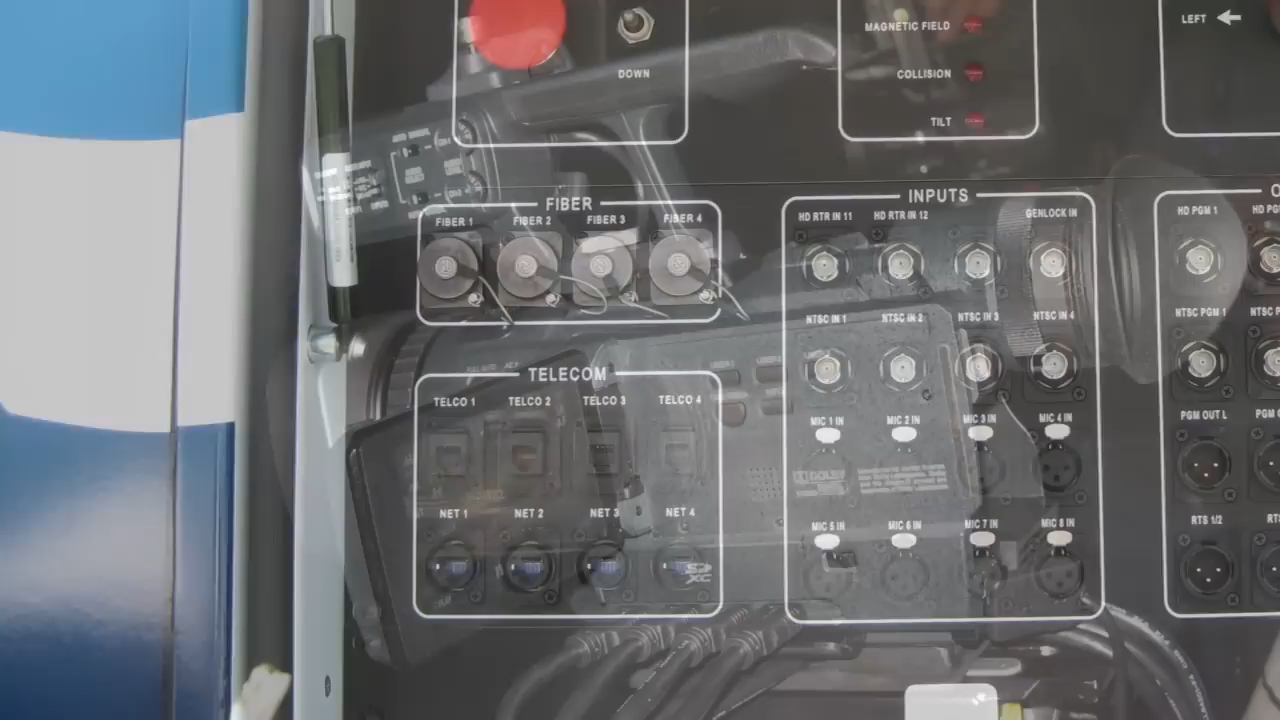 LEFT
MAGNETIC FIELD
COLLISION
DOWN
TILT
FIBER
INPUTS
FIBER 1 FIBER 2 FIBER 3 FIBER 4
HD RTR IN 11 HD RTR IN 12 GENLOCK IN
HD PGM 1
NTSC IN 1 NTSC IN 2 NTSC IN 3 NTSC IN 4
NTSC PGM 1
TELECOM
TELCO 1 TELCO 2 TELCO 3 TELCO 4
MIC 1 IN MIC 2 IN MIC 3 IN MIC 4 IN
PGM OUT L
NET 1 NET 2 NET 3 NET 4
MIC 5 IN MIC 6 IN MIC 7 IN MIC 8 IN
RTS 1/2